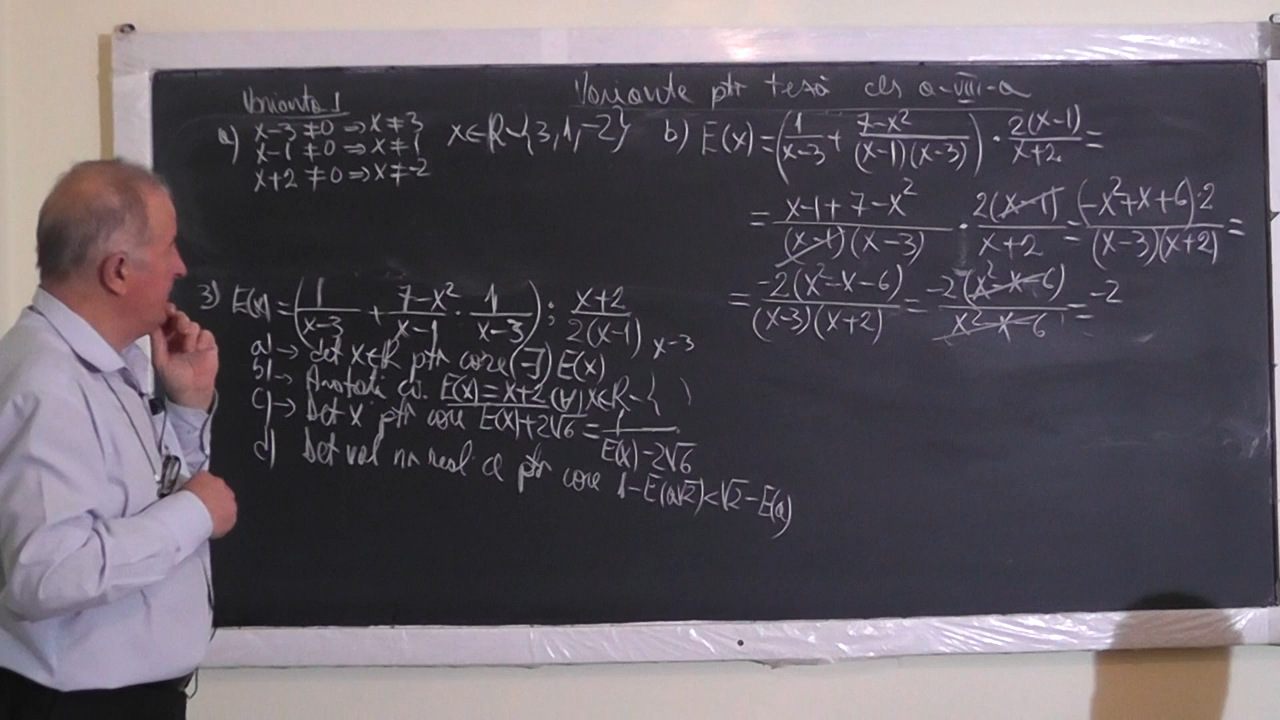 Variante ptr teză cls a-VIII-a
Varianta 1
a) x-3 ≠0 ⇒ x ≠ 3
x-1 ≠0 ⇒ x ≠ 1
x+2 ≠0 ⇒ x ≠ -2
x∈R-{3,1,-2}
b) E(x) = (1/(x-3) + (7-x²)/((x-1)(x-3))) · 2(x-1)/(x+2) =
= (x-1+7-x²)/((x-1)(x-3)) · 2(x-1)/(x+2) = (-x²+x+6)·2/((x-3)(x+2)) =
= -2(x²-x-6)/((x-3)(x+2)) = -2(x²-x-6)/(x²-x-6) = -2
3) E(x) = (1/(x-3) + (7-x²)/(x-1) · 1/(x-3)) : (x+2)/(2(x-1))
x-3
a) → det x∈R ptr care (∃) E(x)
b) → Arătați că E(x) = x+2 (∀) x∈R-{ }
c) → Det x ptr care E(x)+2√6 = 1/(E(x)-2√6)
d) Det val nr real a ptr care 1-E(a√2)<√2-E(a)